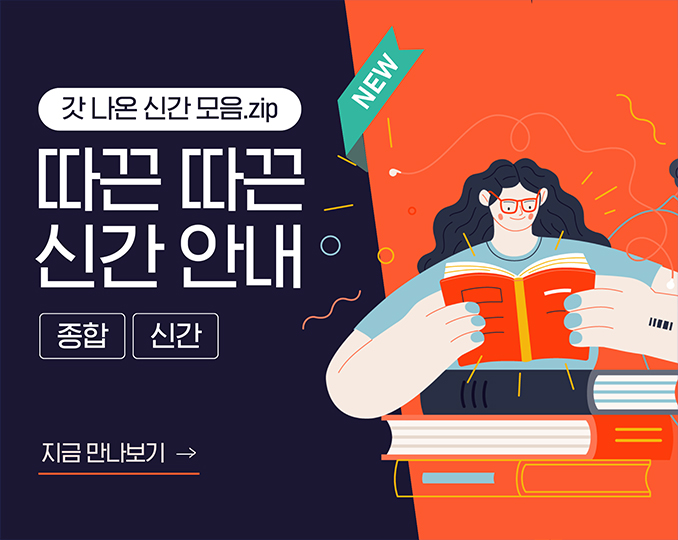 갓 나온 신간 모음.zip
NEW
따끈 따끈
신간 안내
종합 신간
지금 만나보기 →